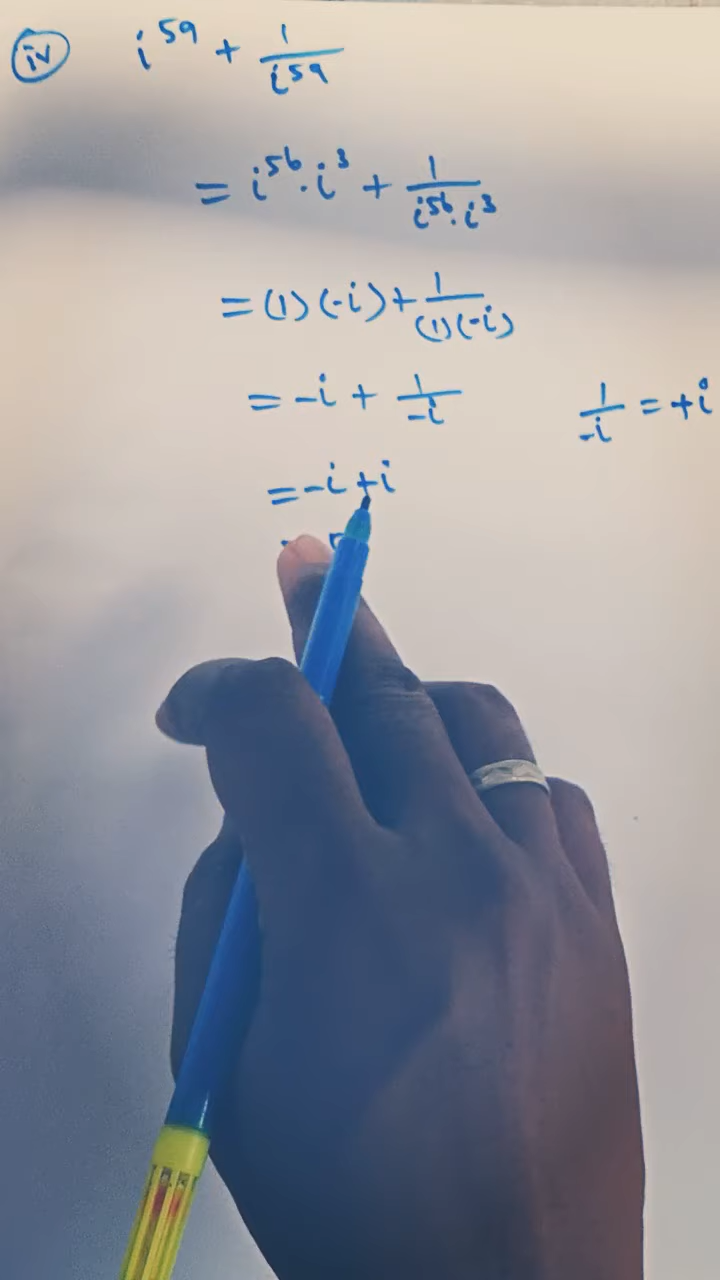 iv i^59 + 1/i^59
= i^56 . i^3 + 1/(i^56 . i^3)
= (1) (-i) + 1/((1)(-i))
= -i + 1/-i 1/-i = +i
= -i + i